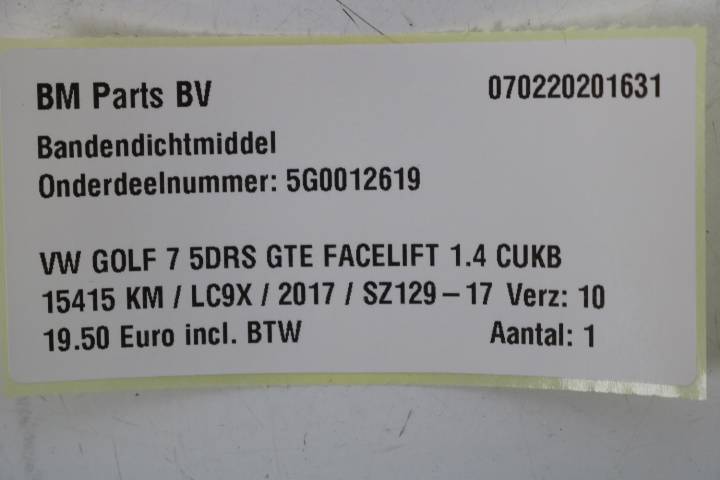 BM Parts BV 070220201631
Bandendichtmiddel
Onderdeelnummer: 5G0012619
VW GOLF 7 5DRS GTE FACELIFT 1.4 CUKB
15415 KM / LC9X / 2017 / SZ129-17 Verz: 10
19.50 Euro incl. BTW Aantal: 1